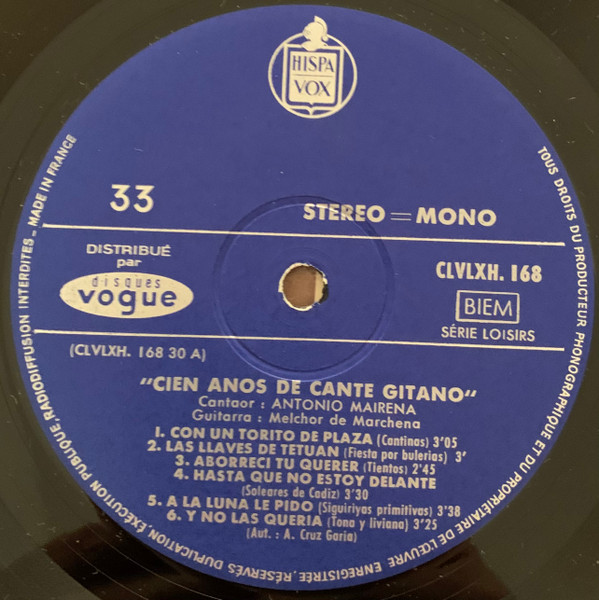 HISPA
VOX
33
STEREO = MONO
DISTRIBUÉ
par
disques
vogue
CLVLXH. 168
BIEM
SÉRIE LOISIRS
(CLVLXH. 168 30 A)
"CIEN ANOS DE CANTE GITANO"
Cantaor : ANTONIO MAIRENA
Guitarra : Melchor de Marchena
1. CON UN TORITO DE PLAZA (Cantinas) 3'05
2. LAS LLAVES DE TETUAN (Fiesta por bulerias) 3'
3. ABORRECI TU QUERER (Tientos) 2'45
4. HASTA QUE NO ESTOY DELANTE
(Soleares de Cadiz) 3'30
5. A LA LUNA LE PIDO (Siguiriyas primitivas) 3'38
6. Y NO LAS QUERIA (Tona y liviana) 3'25
(Aut. : A. Cruz Garia)
TOUS DROITS DU PRODUCTEUR PHONOGRAPHIQUE ET DU PROPRIÉTAIRE DE L'ŒUVRE ENREGISTRÉE, RÉSERVÉS DUPLICATION, EXÉCUTION PUBLIQUE, RADIODIFFUSION INTERDITES - MADE IN FRANCE